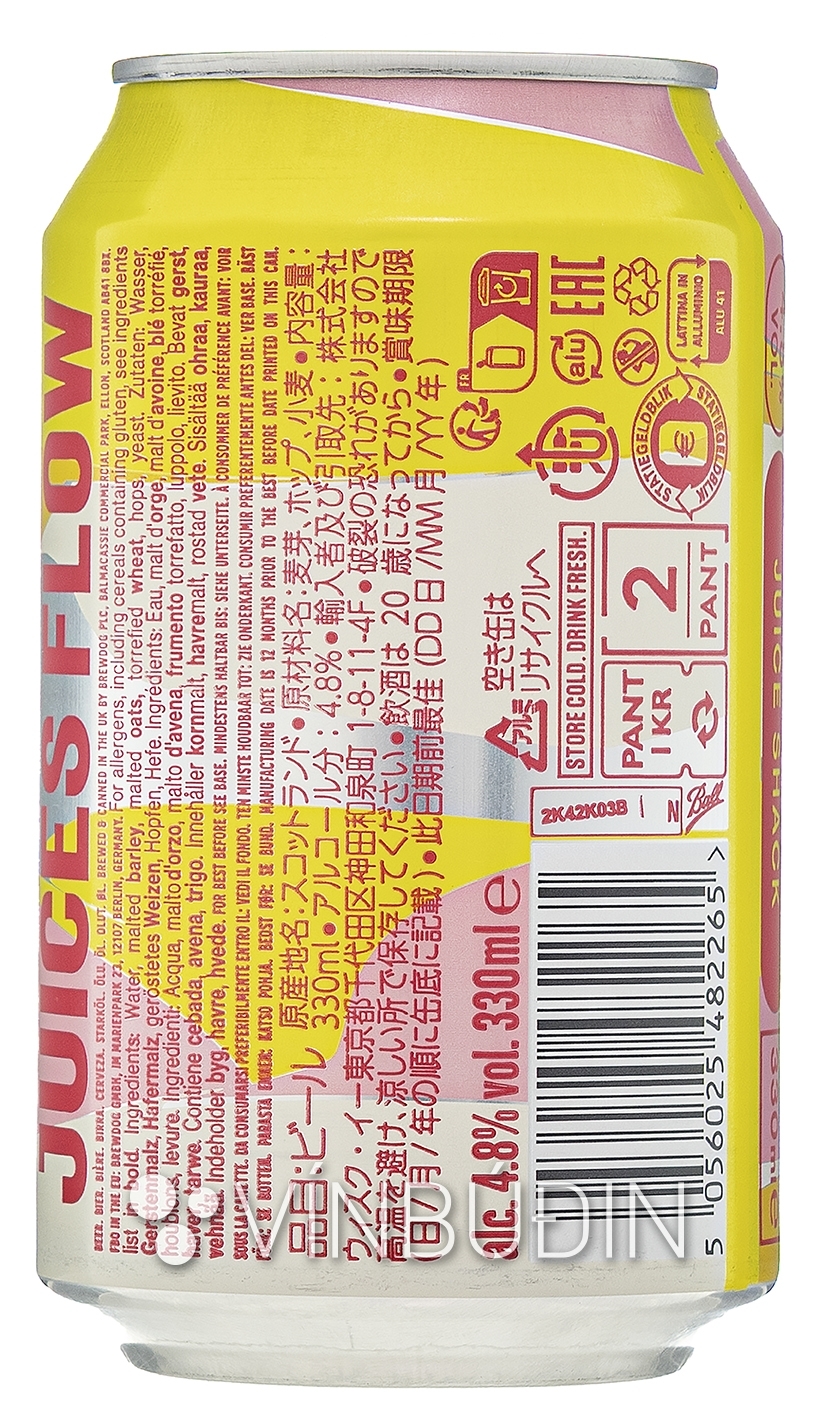 JUICES FLOW
BEER. BIER. BIÈRE. BIRRA. CERVEZA. STARKÖL. ÖLU. ÖL. OLUT. ØL. BREWED & CANNED IN THE UK BY BREWDOG PLC, BALMACASSIE COMMERCIAL PARK, ELLON, SCOTLAND AB41 8BX.
FBO IN THE EU: BREWDOG GMBH, IM MARIENPARK 23, 12107 BERLIN, GERMANY. For allergens, including cereals containing gluten, see ingredients
list in bold. Ingredients: Water, malted barley, malted oats, torrefied wheat, hops, yeast. Zutaten: Wasser,
Gerstenmalz, Hafermalz, geröstetes Weizen, Hopfen, Hefe. Ingredients: Eau, malt d'orge, malt d'avoine, blé torréfié,
houblons, levure. Ingredienti: Acqua, malto d'orzo, malto d'avena, frumento torrefatto, luppolo, lievito. Bevat gerst,
haver, tarwe. Contiene cebada, avena, trigo. Innehåller kornmalt, havremalt, rostad vete. Sisältää ohraa, kauraa,
vehnää. Indeholder byg, havre, hvede. FOR BEST BEFORE SEE BASE. MINDESTENS HALTBAR BIS: SIEHE UNTERSEITE. À CONSOMMER DE PRÉFÉRENCE AVANT: VOIR
SOUS LA CANETTE. DA CONSUMARSI PREFERIBILMENTE ENTRO IL: VEDI IL FONDO. TEN MINSTE HOUDBAAR TOT: ZIE ONDERKANT. CONSUMIR PREFERENTEMENTE ANTES DEL: VER BASE. BÄST
FÖRE: SE BOTTEN. PARASTA ENNEN: KATSO POHJA. BEDST FØR: SE BUND. MANUFACTURING DATE IS 12 MONTHS PRIOR TO THE BEST BEFORE DATE PRINTED ON THIS CAN.
品目:ビール 原産地名:スコットランド・原材料名:麦芽、ホップ、小麦・内容量:
330ml・アルコール分:4.8%・輸入者及び引取先:株式会社
ウィスク・イー東京都千代田区神田和泉町 1-8-11-4F・破裂の恐れがありますので
高温を避け、涼しい所で保存してください。・飲酒は 20 歳になってから・賞味期限
(日/月/年の順に缶底に記載)・此日期前最佳 (DD日/MM月/YY年)
alc. 4.8% vol. 330ml e
5 056025 482265 >
2K42K03B
N
Ball
アルミ
空き缶は
リサイクルへ
STORE COLD. DRINK FRESH.
PANT
1 KR
2
PANT
FR
EAC
alu
STATIEGELDBLIK
STATIEGELDBLIK
€
LATTINA IN
ALLUMINIO
ALU 41
VOL.
JUICE SHACK
330ml e
VÍNBÚÐIN